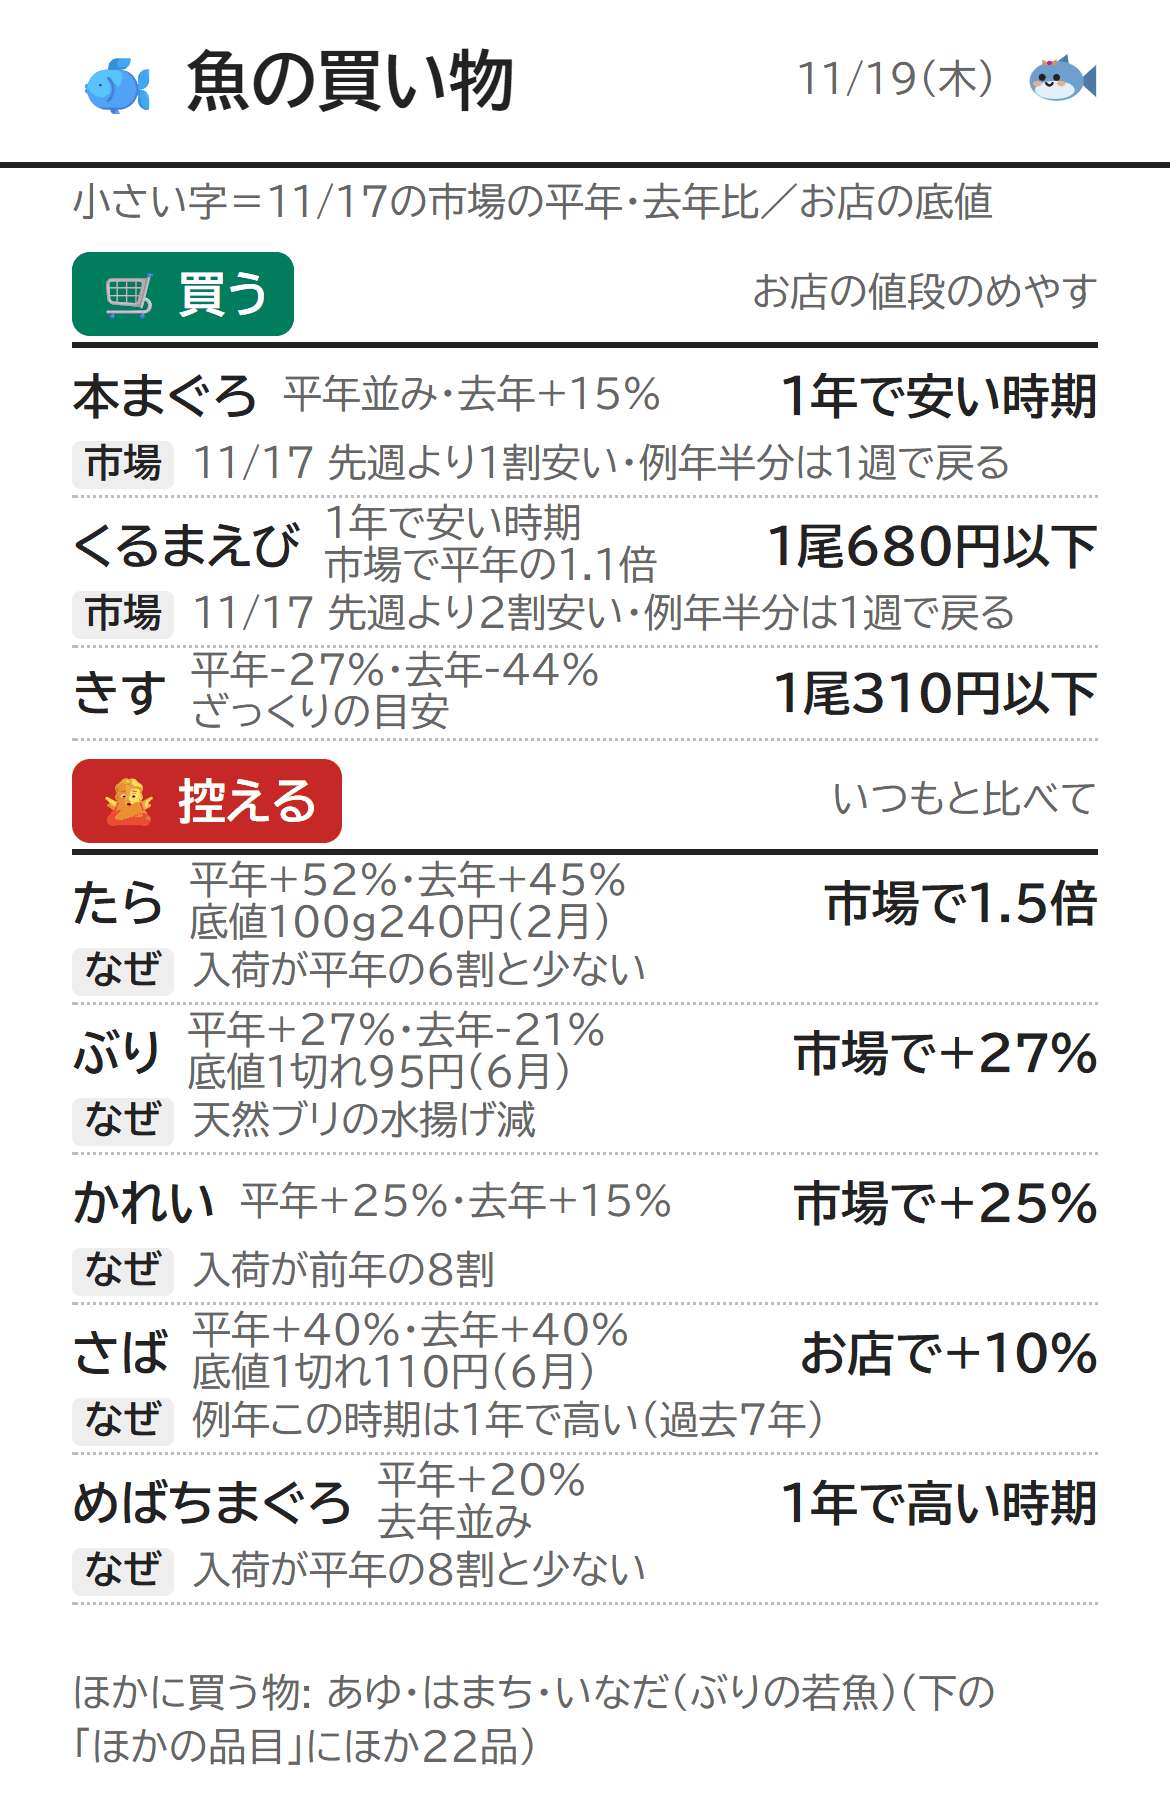 魚の買い物
11/19(木)
小さい字=11/17の市場の平年・去年比/お店の底値
買う
お店の値段のめやす
本まぐろ 平年並み・去年+15% 1年で安い時期
市場 11/17 先週より1割安い・例年半分は1週で戻る
くるまえび 1年で安い時期
市場で平年の1.1倍
1尾680円以下
市場 11/17 先週より2割安い・例年半分は1週で戻る
きす 平年-27%・去年-44%
ざっくりの目安
1尾310円以下
控える
いつもと比べて
たら 平年+52%・去年+45%
底値100g240円(2月)
市場で1.5倍
なぜ 入荷が平年の6割と少ない
ぶり 平年+27%・去年-21%
底値1切れ95円(6月)
市場で+27%
なぜ 天然ブリの水揚げ減
かれい 平年+25%・去年+15% 市場で+25%
なぜ 入荷が前年の8割
さば 平年+40%・去年+40%
底値1切れ110円(6月)
お店で+10%
なぜ 例年この時期は1年で高い(過去7年)
めばちまぐろ 平年+20%
去年並み
1年で高い時期
なぜ 入荷が平年の8割と少ない
ほかに買う物: あゆ・はまち・いなだ(ぶりの若魚)(下の
「ほかの品目」にほか22品)